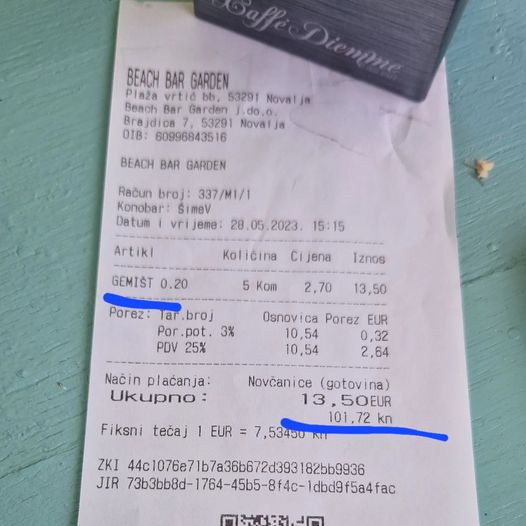 Caffé Diemme
BEACH BAR GARDEN
Plaža vrtić bb, 53291 Novalja
Beach Bar Garden j.do.o.
Brajdica 7, 53291 Novalja
OIB: 60996843516
BEACH BAR GARDEN
Račun broj: 337/M1/1
Konobar: ŠimeV
Datum i vrijeme: 28.05.2023. 15:15
Artikl Količina Cijena Iznos
GEMIŠT 0.20 5 Kom 2,70 13,50
Porez: Tar.broj Osnovica Porez EUR
Por.pot. 3% 10,54 0,32
PDV 25% 10,54 2,64
Način plaćanja: Novčanice (gotovina)
Ukupno: 13,50EUR
101,72 kn
Fiksni tečaj 1 EUR = 7,53450 kn
ZKI 44c1076e71b7a36b672d393182bb9936
JIR 73b3bb8d-1764-45b5-8f4c-1dbd9f5a4fac